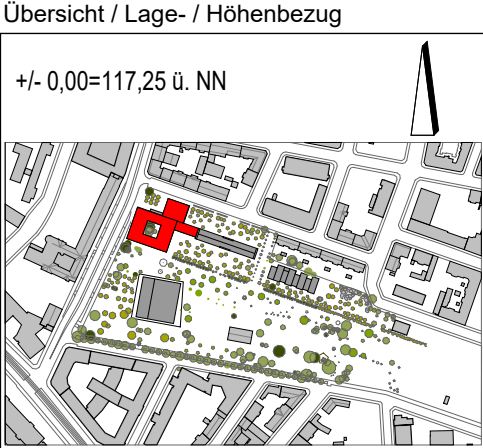 Übersicht / Lage- / Höhenbezug
+/- 0,00=117,25 ü. NN